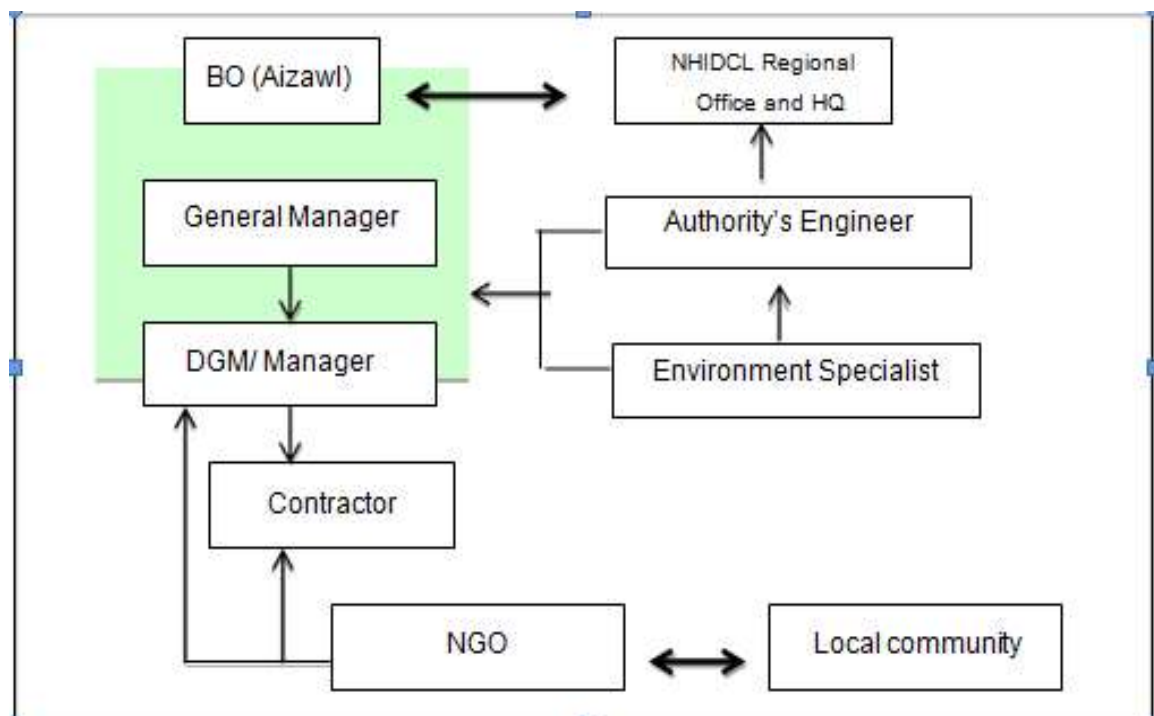 BO (Aizawl)
NHIDCL Regional
Office and HQ
General Manager
Authority's Engineer
DGM/ Manager
Environment Specialist
Contractor
NGO
Local community